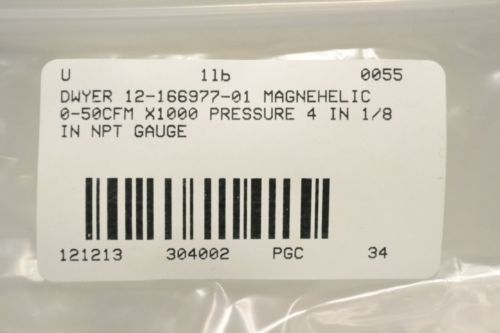 U 1lb 0055
DWYER 12-166977-01 MAGNEHELIC
0-50CFM X1000 PRESSURE 4 IN 1/8
IN NPT GAUGE
121213 304002 PGC 34